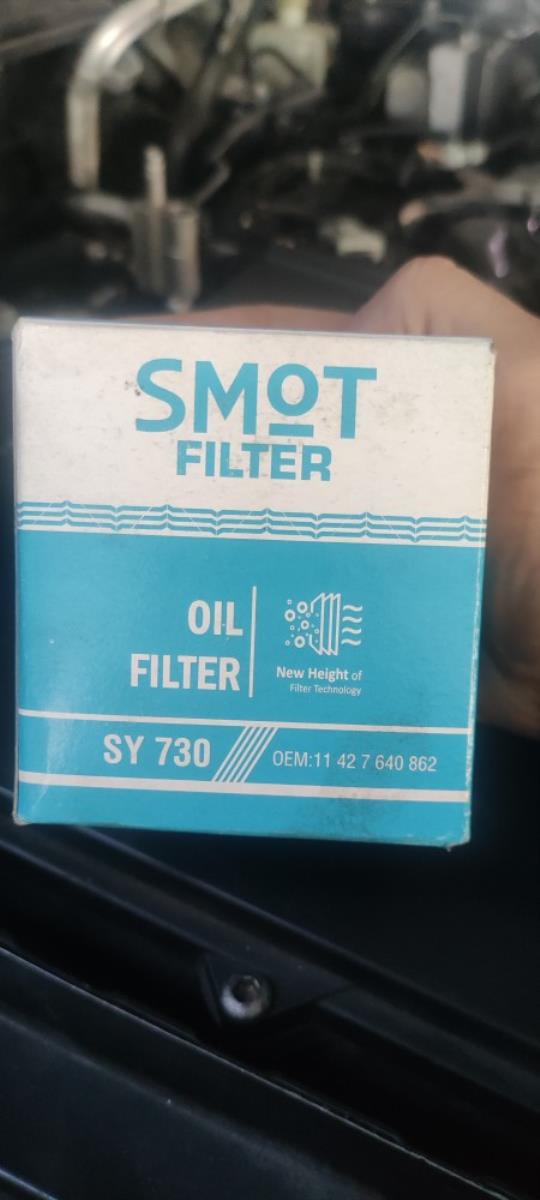 SMOT
FILTER
OIL
FILTER
New Height of
Filter Technology
SY 730
OEM:11 42 7 640 862